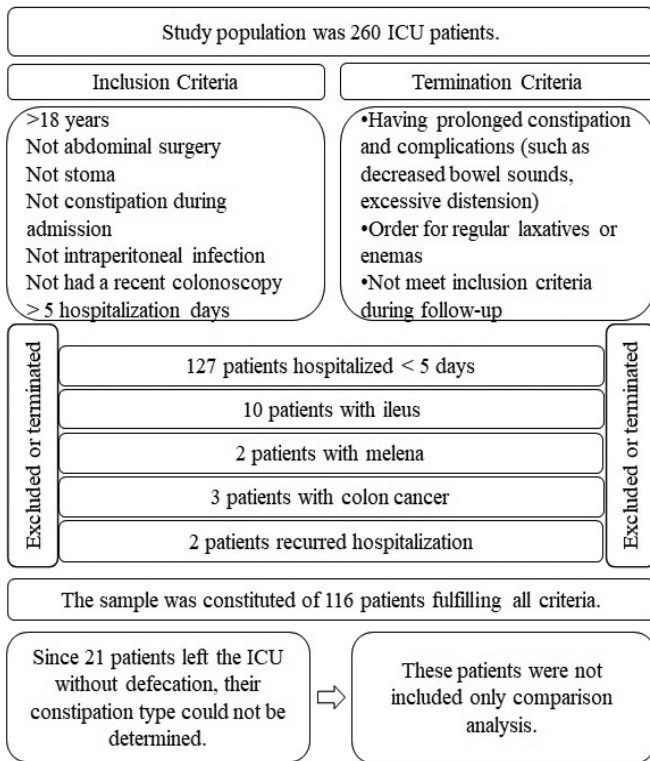 Study population was 260 ICU patients.
Inclusion Criteria
>18 years
Not abdominal surgery
Not stoma
Not constipation during
admission
Not intraperitoneal infection
Not had a recent colonoscopy
> 5 hospitalization days
Termination Criteria
•Having prolonged constipation
and complications (such as
decreased bowel sounds,
excessive distension)
•Order for regular laxatives or
enemas
•Not meet inclusion criteria
during follow-up
Excluded or terminated
127 patients hospitalized < 5 days
10 patients with ileus
2 patients with melena
3 patients with colon cancer
2 patients recurred hospitalization
Excluded or terminated
The sample was constituted of 116 patients fulfilling all criteria.
Since 21 patients left the ICU
without defecation, their
constipation type could not be
determined.
These patients were not
included only comparison
analysis.